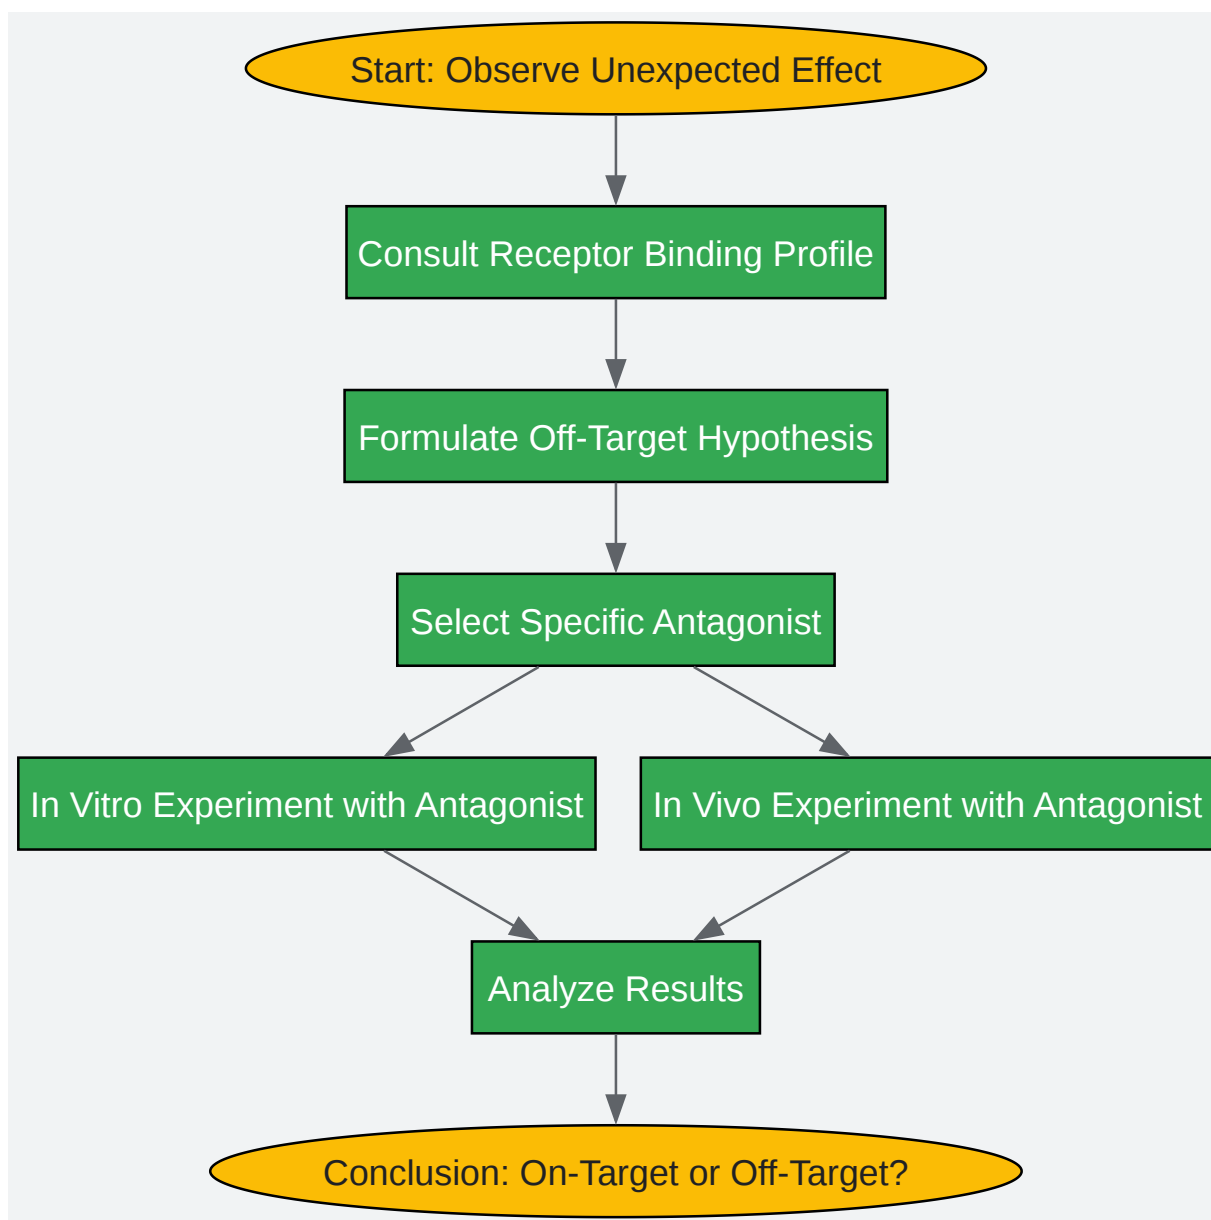 Start: Observe Unexpected Effect
Consult Receptor Binding Profile
Formulate Off-Target Hypothesis
Select Specific Antagonist
In Vitro Experiment with Antagonist
In Vivo Experiment with Antagonist
Analyze Results
Conclusion: On-Target or Off-Target?